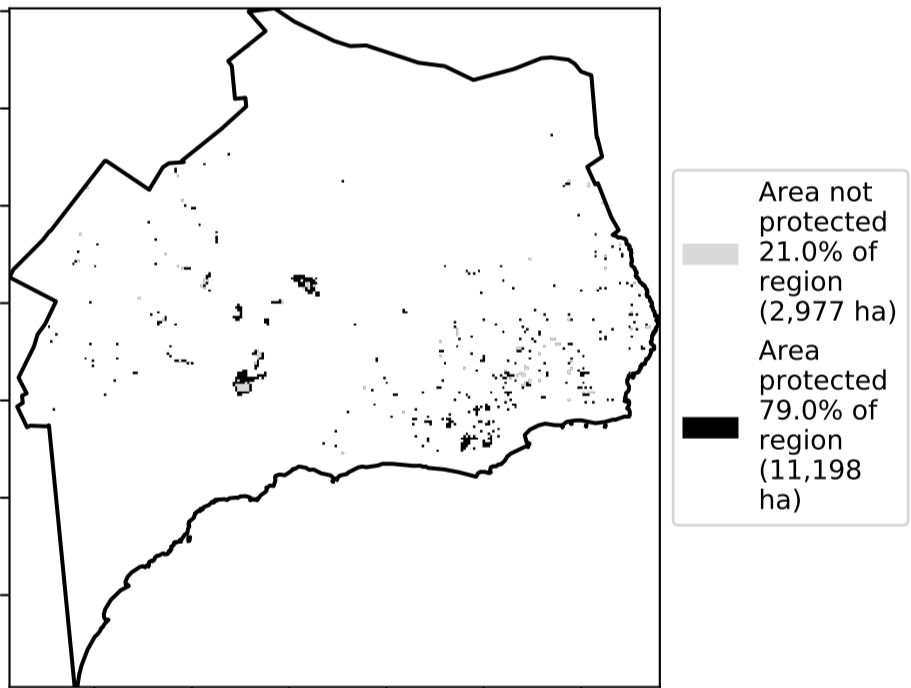 Area not
protected
21.0% of
region
(2,977 ha)
Area
protected
79.0% of
region
(11,198
ha)